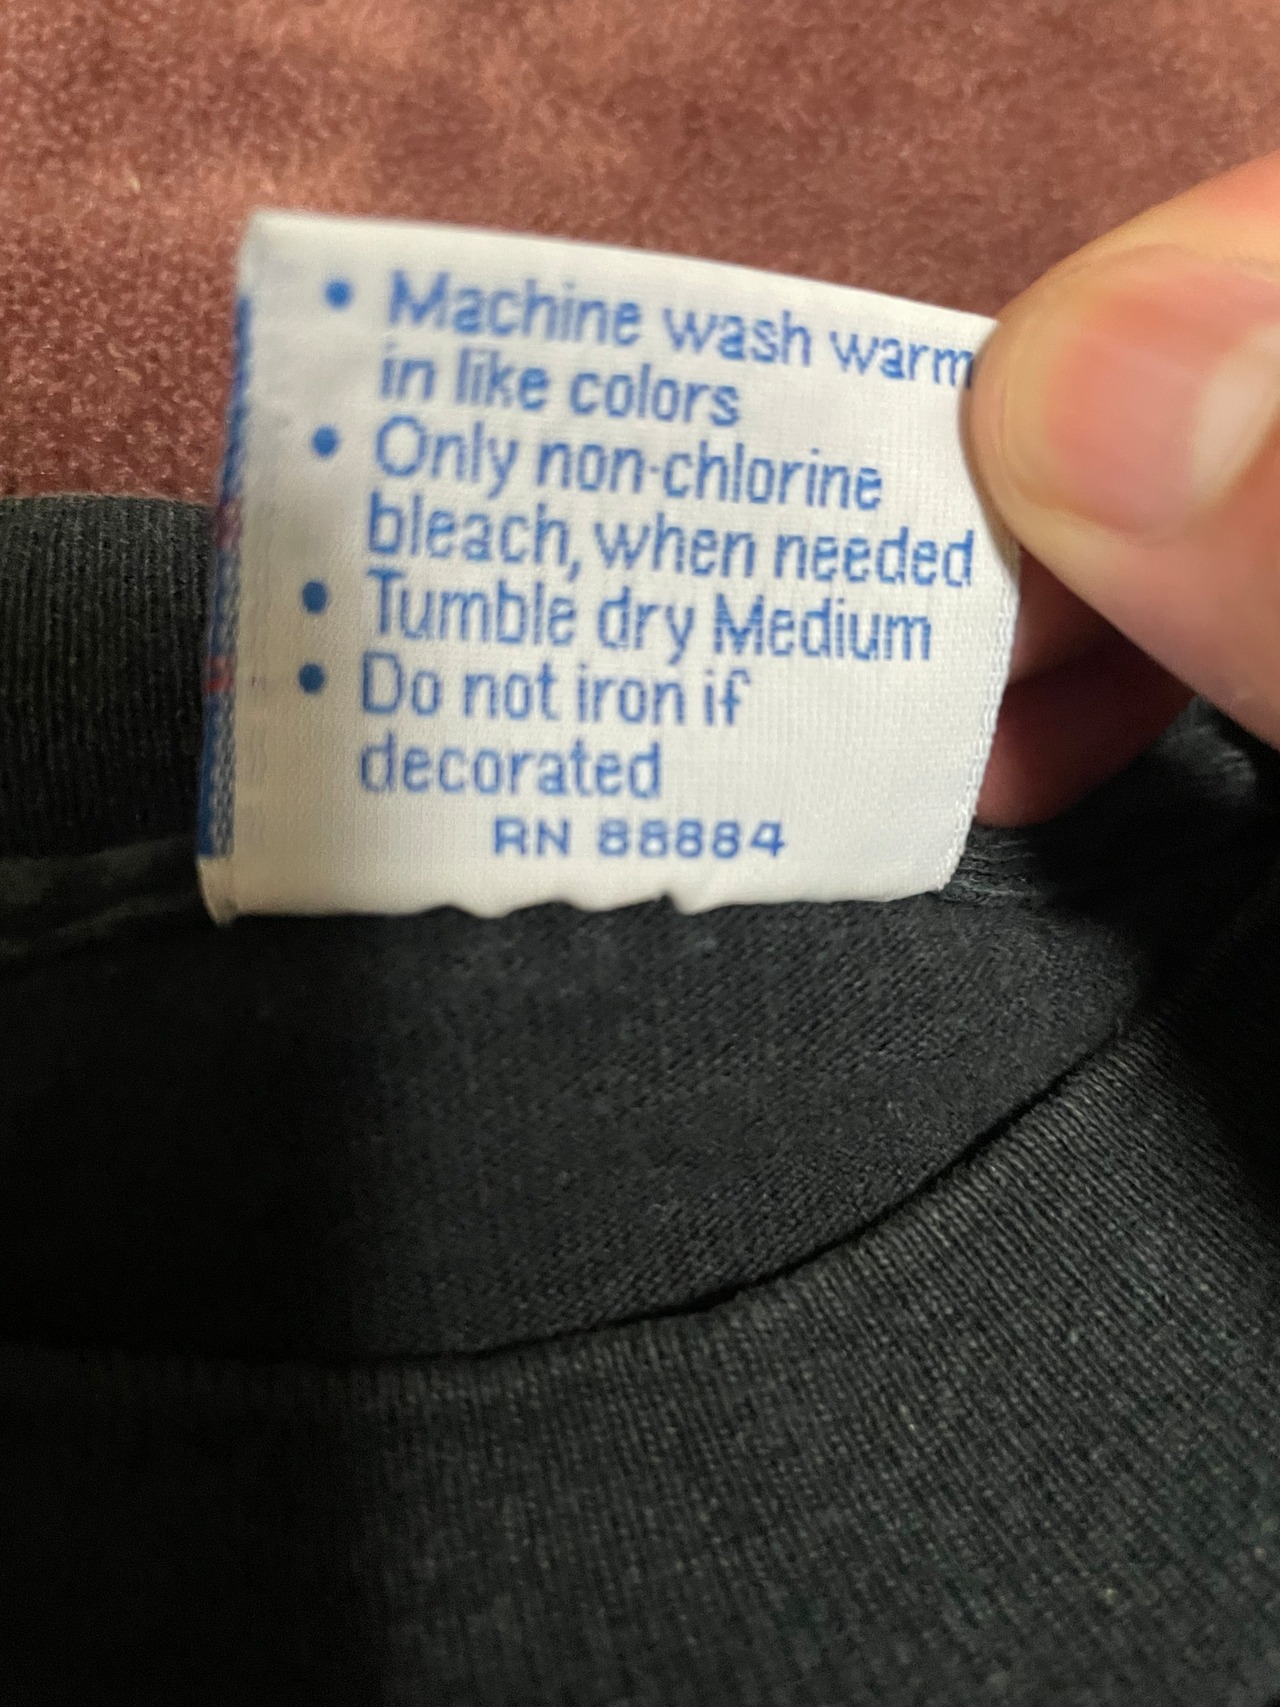 • Machine wash warm
in like colors
• Only non-chlorine
bleach, when needed
• Tumble dry Medium
• Do not iron if
decorated
RN 88884